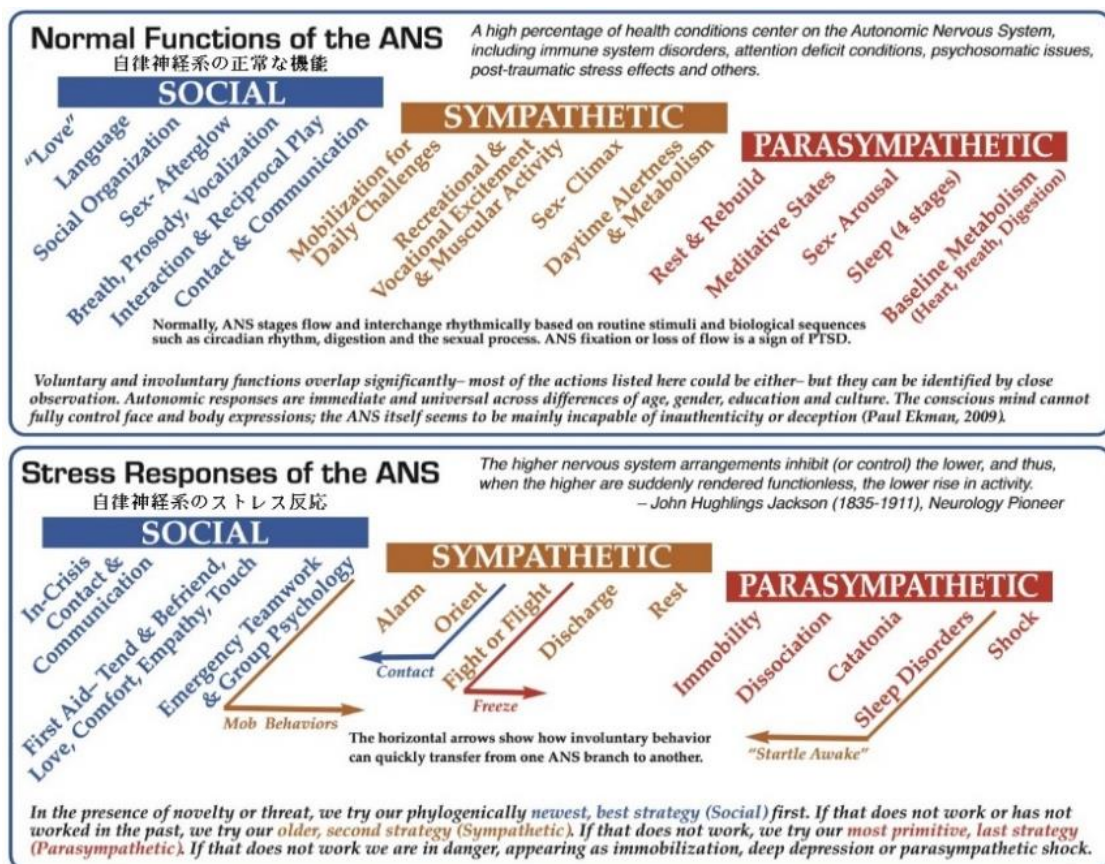 Normal Functions of the ANS
自律神経系の正常な機能
A high percentage of health conditions center on the Autonomic Nervous System,
including immune system disorders, attention deficit conditions, psychosomatic issues,
post-traumatic stress effects and others.
SOCIAL
"Love"
Language
Social Organization
Sex- Afterglow
Breath, Prosody, Vocalization
Interaction & Reciprocal Play
Contact & Communication
SYMPATHETIC
Mobilization for
Daily Challenges
Recreational &
Vocational Excitement
& Muscular Activity
Sex- Climax
Daytime Alertness
& Metabolism
PARASYMPATHETIC
Rest & Rebuild
Meditative States
Sex- Arousal
Sleep (4 stages)
Baseline Metabolism
(Heart, Breath, Digestion)
Normally, ANS stages flow and interchange rhythmically based on routine stimuli and biological sequences
such as circadian rhythm, digestion and the sexual process. ANS fixation or loss of flow is a sign of PTSD.
Voluntary and involuntary functions overlap significantly– most of the actions listed here could be either– but they can be identified by close
observation. Autonomic responses are immediate and universal across differences of age, gender, education and culture. The conscious mind cannot
fully control face and body expressions; the ANS itself seems to be mainly incapable of inauthenticity or deception (Paul Ekman, 2009).
Stress Responses of the ANS
自律神経系のストレス反応
The higher nervous system arrangements inhibit (or control) the lower, and thus,
when the higher are suddenly rendered functionless, the lower rise in activity.
– John Hughlings Jackson (1835-1911), Neurology Pioneer
SOCIAL
In-Crisis
Contact &
Communication
First Aid– Tend & Befriend,
Love, Comfort, Empathy, Touch
Emergency Teamwork
& Group Psychology
Mob Behaviors
SYMPATHETIC
Alarm
Orient
Contact
Fight or Flight
Freeze
Discharge
Rest
PARASYMPATHETIC
Immobility
Dissociation
Catatonia
Sleep Disorders
"Startle Awake"
Shock
The horizontal arrows show how involuntary behavior
can quickly transfer from one ANS branch to another.
In the presence of novelty or threat, we try our phylogenically newest, best strategy (Social) first. If that does not work or has not
worked in the past, we try our older, second strategy (Sympathetic). If that does not work, we try our most primitive, last strategy
(Parasympathetic). If that does not work we are in danger, appearing as immobilization, deep depression or parasympathetic shock.